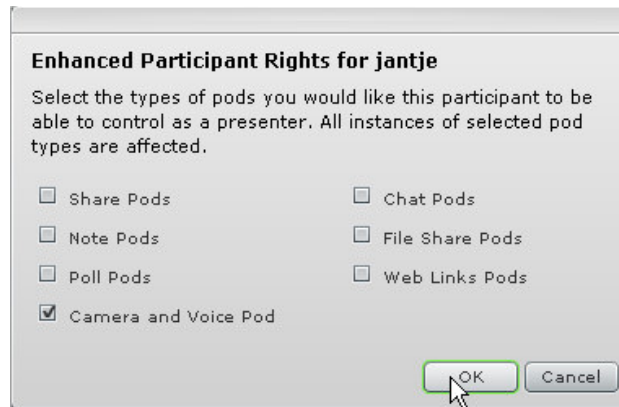 Enhanced Participant Rights for jantje
Select the types of pods you would like this participant to be
able to control as a presenter. All instances of selected pod
types are affected.
Share Pods
Chat Pods
Note Pods
File Share Pods
Poll Pods
Web Links Pods
Camera and Voice Pod
OK
Cancel